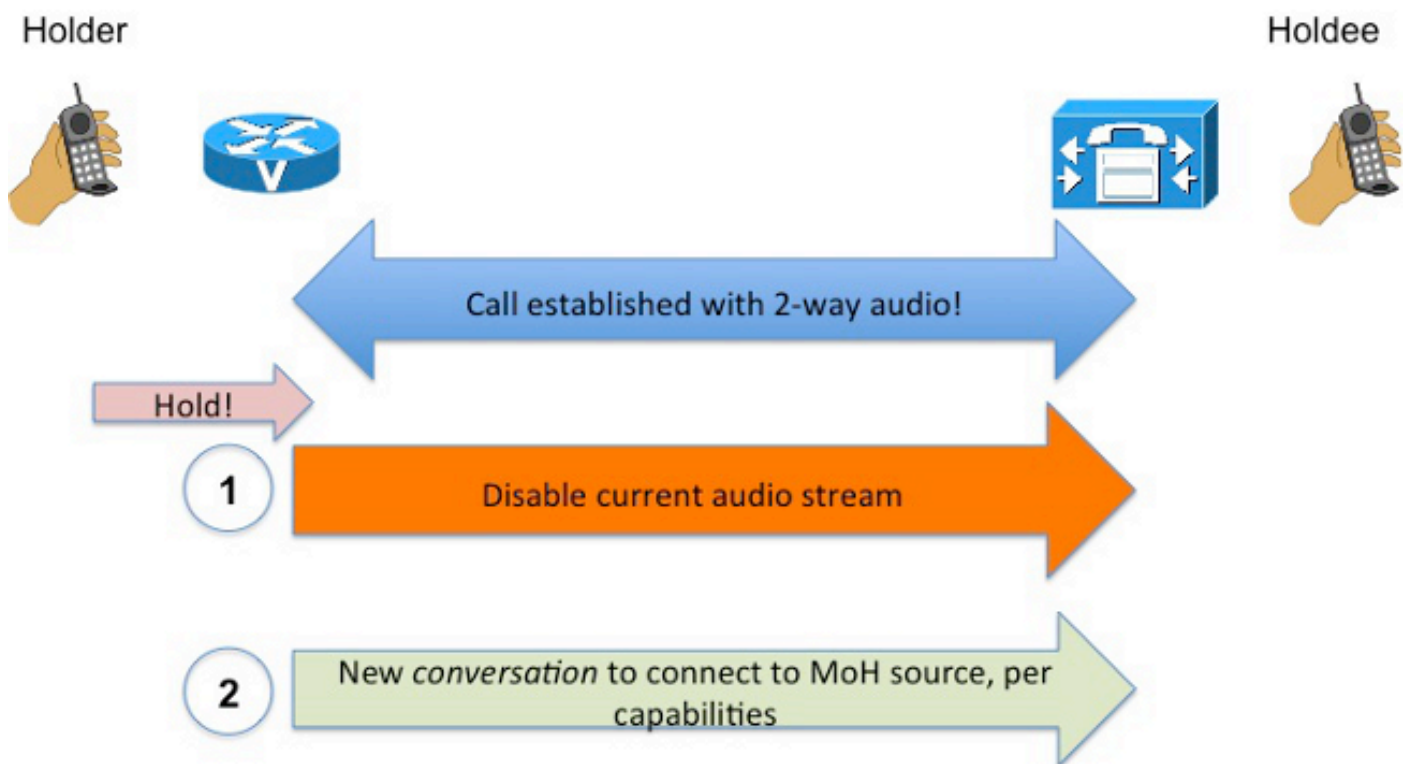 Holder
Holdee
V
Call established with 2-way audio!
Hold!
1
Disable current audio stream
2
New conversation to connect to MoH source, per
capabilities